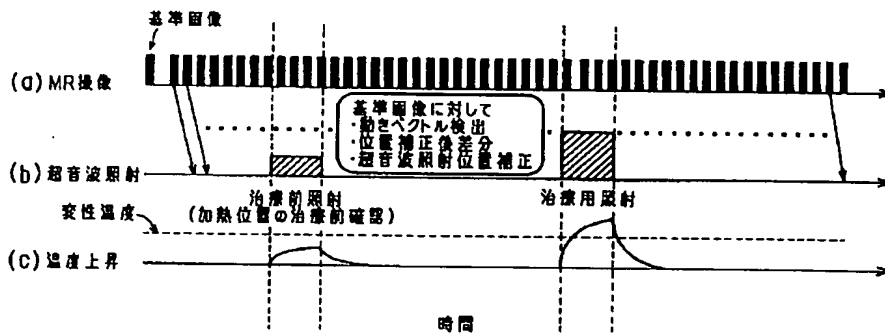 基準画像
(a)MR撮像
基準画像に対して
・動きベクトル検出
・位置補正後差分
・超音波照射位置補正
(b)超音波照射
治療前照射
(加熱位置の治療前確認)
治療用照射
変性温度
(c)温度上昇
時間